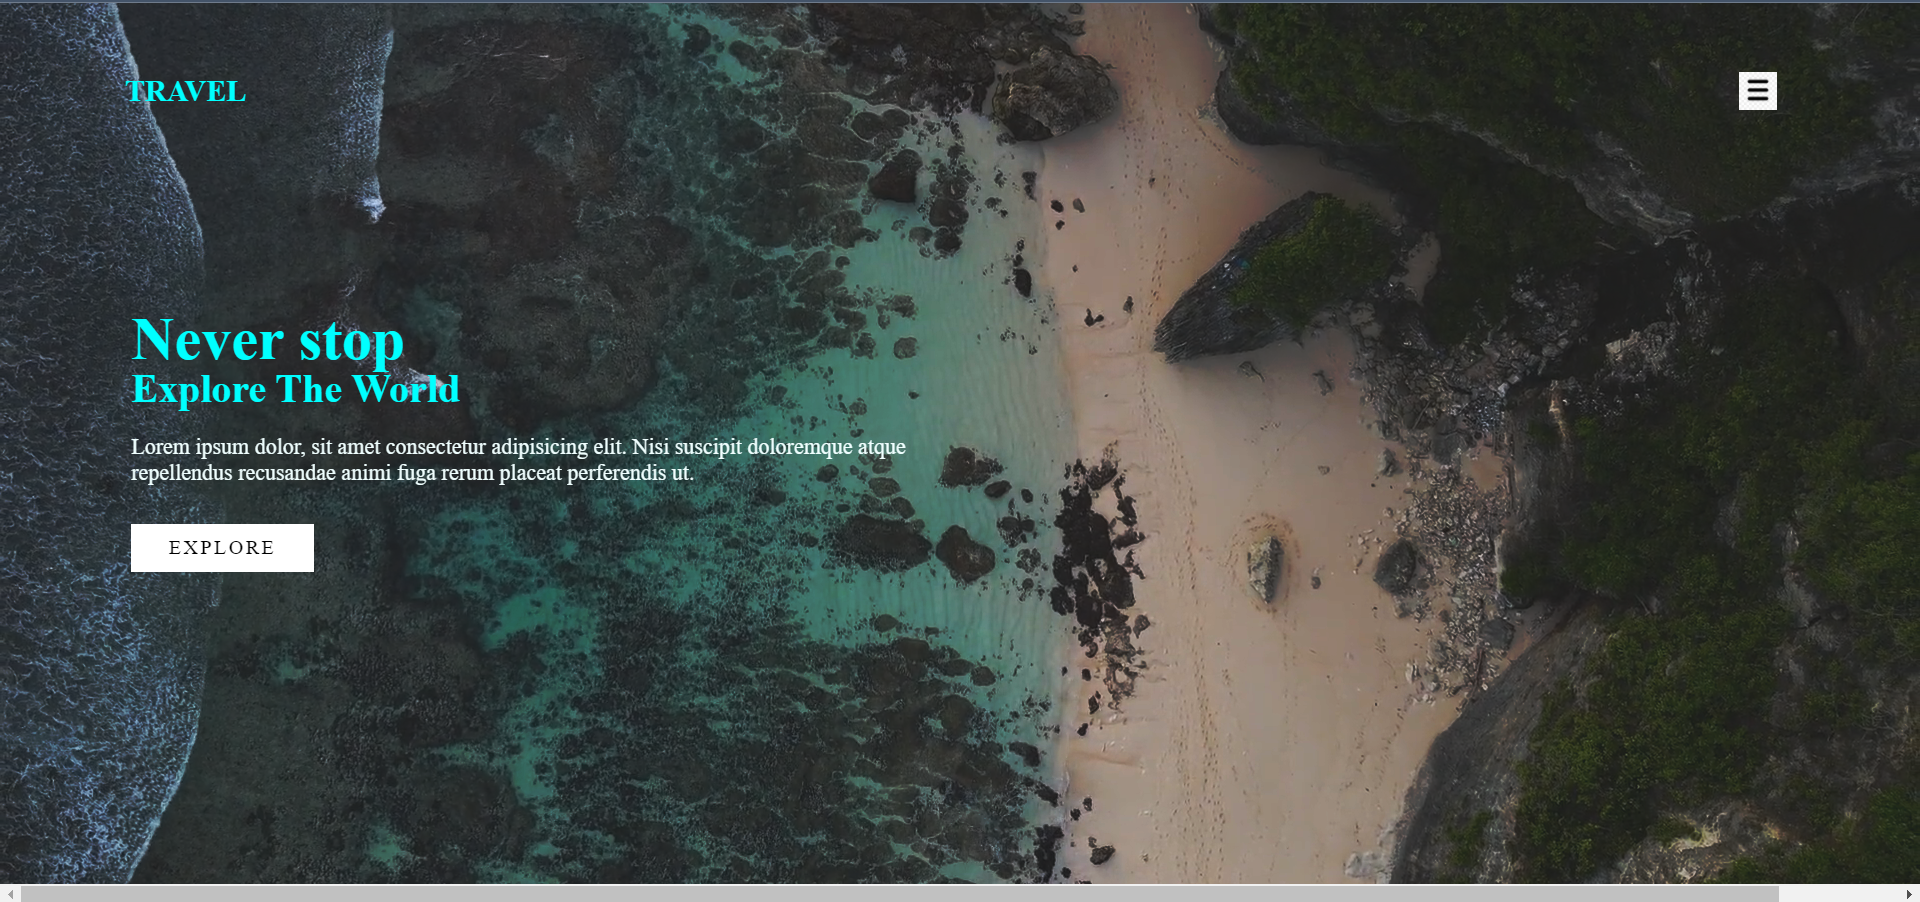 TRAVEL
Never stop
Explore The World
Lorem ipsum dolor, sit amet consectetur adipisicing elit. Nisi suscipit doloremque atque
repellendus recusandae animi fuga rerum placeat perferendis ut.
EXPLORE